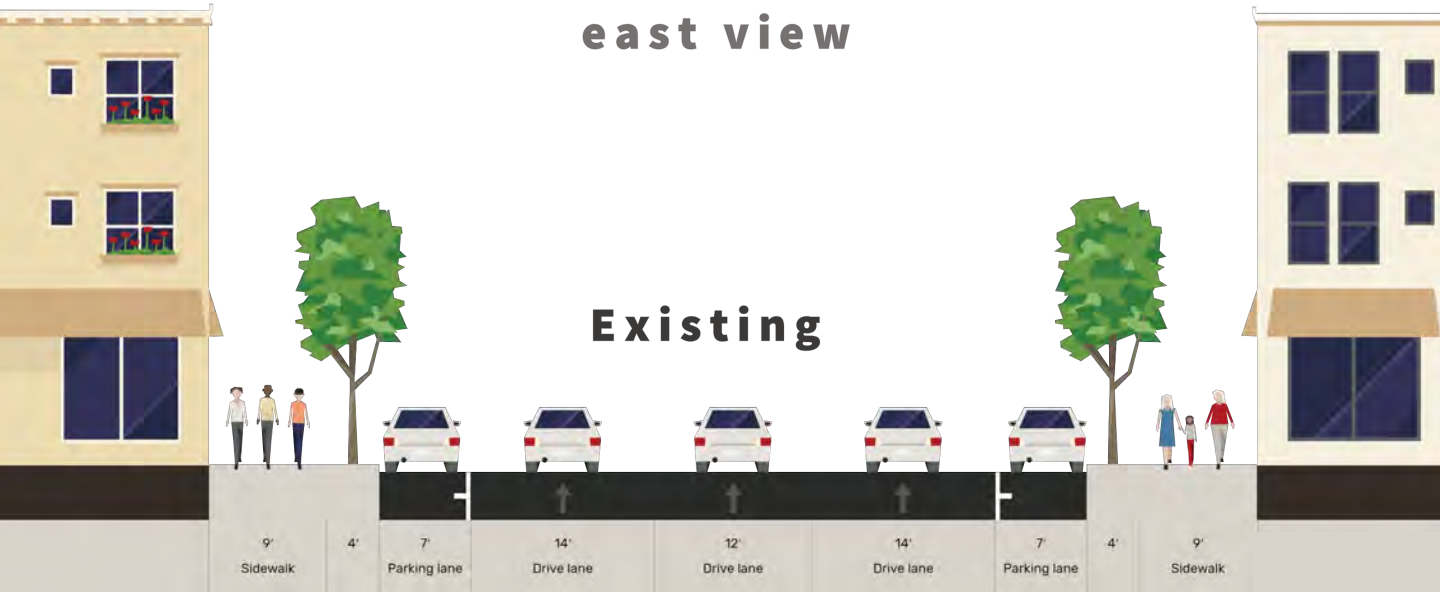 east view
Existing
9' 4' 7' 14' 12' 14' 7' 4' 9'
Sidewalk Parking lane Drive lane Drive lane Drive lane Parking lane Sidewalk